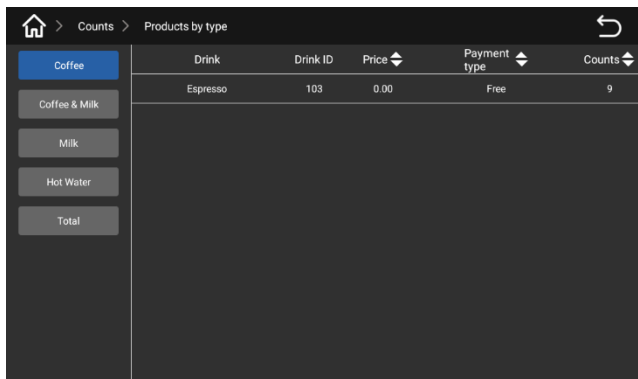 > Counts > Products by type
Coffee
Coffee & Milk
Milk
Hot Water
Total
Drink Drink ID Price Payment type Counts
Espresso 103 0.00 Free 9